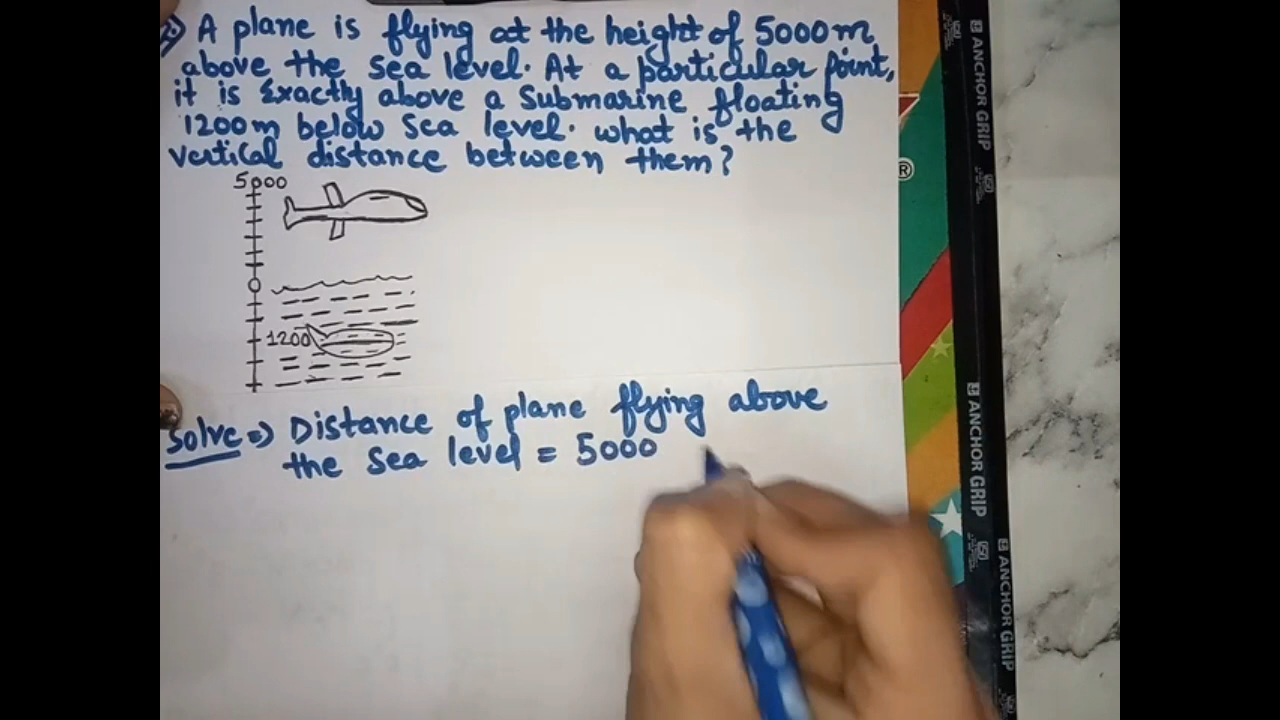 A plane is flying at the height of 5000m
above the sea level. At a particular point,
it is Exactly above a submarine floating
1200m below sea level. what is the
vertical distance between them?
5000
0
1200
Solve => Distance of plane flying above
the sea level = 5000
ANCHOR GRIP
ANCHOR GRIP
ANCHOR GRIP
®